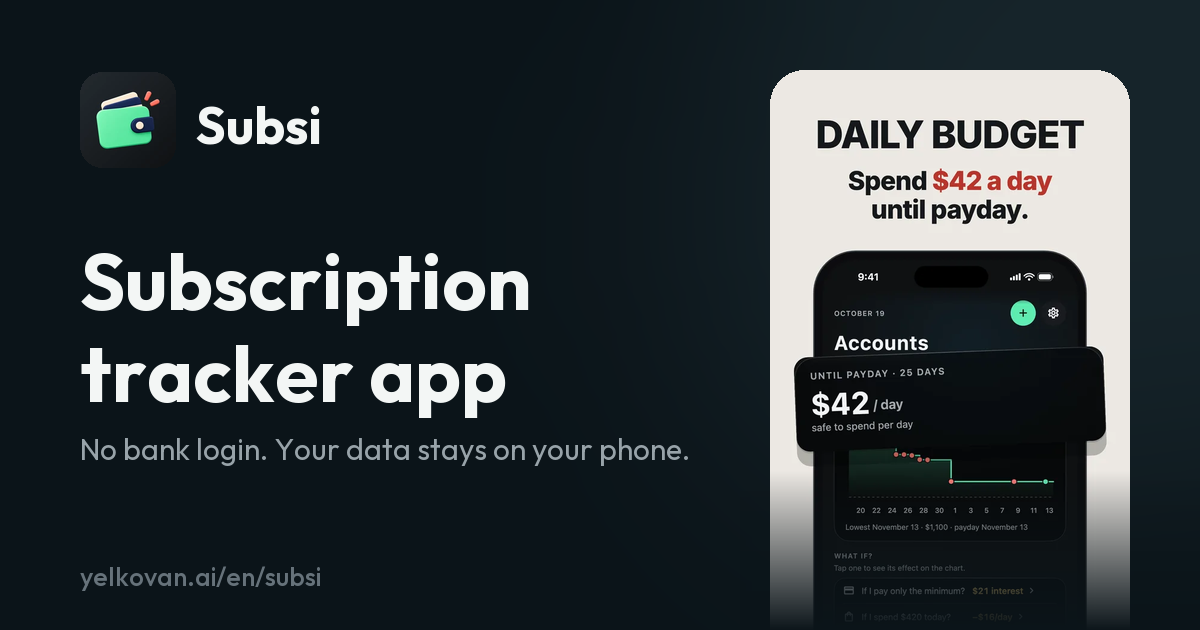 Subsi
Subscription
tracker app
No bank login. Your data stays on your phone.
yelkovan.ai/en/subsi
DAILY BUDGET
Spend $42 a day
until payday.
9:41
OCTOBER 19
Accounts
UNTIL PAYDAY · 25 DAYS
$42 / day
safe to spend per day
20 22 24 26 28 30 1 3 5 7 9 11 13
Lowest November 13 · $1,100 · payday November 13
WHAT IF?
Tap one to see its effect on the chart.
If I pay only the minimum? $21 interest >
If I spend $420 today? −$18/day >